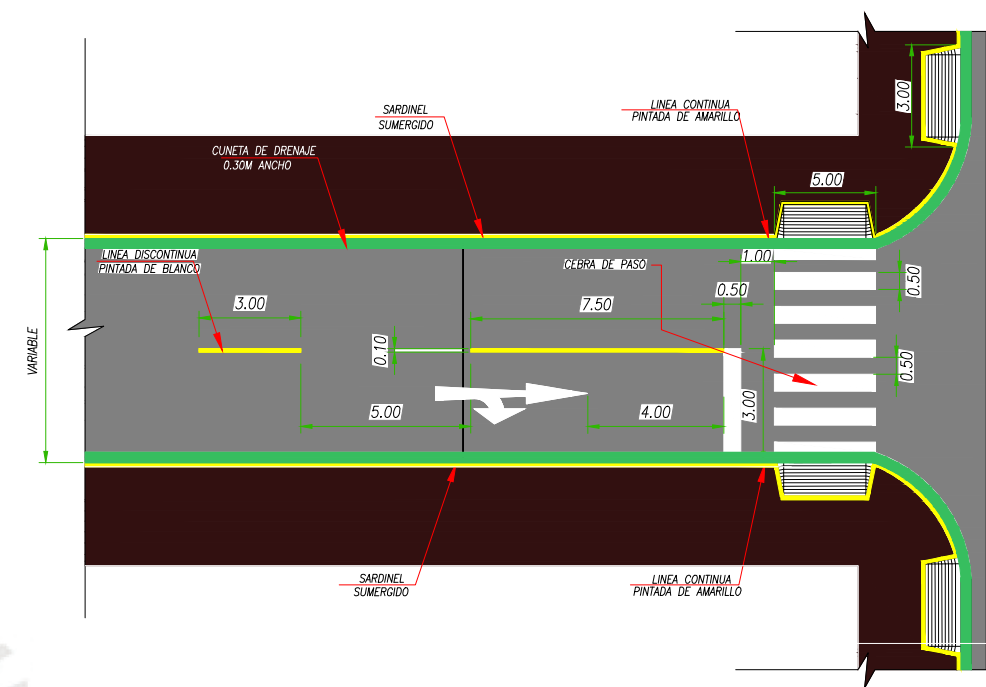 SARDINEL
SUMERGIDO
LINEA CONTINUA
PINTADA DE AMARILLO
3.00
CUNETA DE DRENAJE
0.30M ANCHO
5.00
LINEA DISCONTINUA
PINTADA DE BLANCO
CEBRA DE PASO
1.00
0.50
0.50
3.00
7.50
VARIABLE
0.10
0.50
5.00
4.00
3.00
SARDINEL
SUMERGIDO
LINEA CONTINUA
PINTADA DE AMARILLO